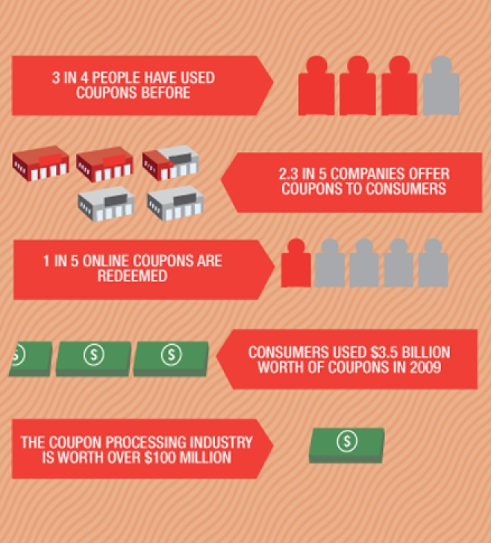 3 IN 4 PEOPLE HAVE USED
COUPONS BEFORE
2.3 IN 5 COMPANIES OFFER
COUPONS TO CONSUMERS
1 IN 5 ONLINE COUPONS ARE
REDEEMED
$ $ $
CONSUMERS USED $3.5 BILLION
WORTH OF COUPONS IN 2009
THE COUPON PROCESSING INDUSTRY
IS WORTH OVER $100 MILLION
$